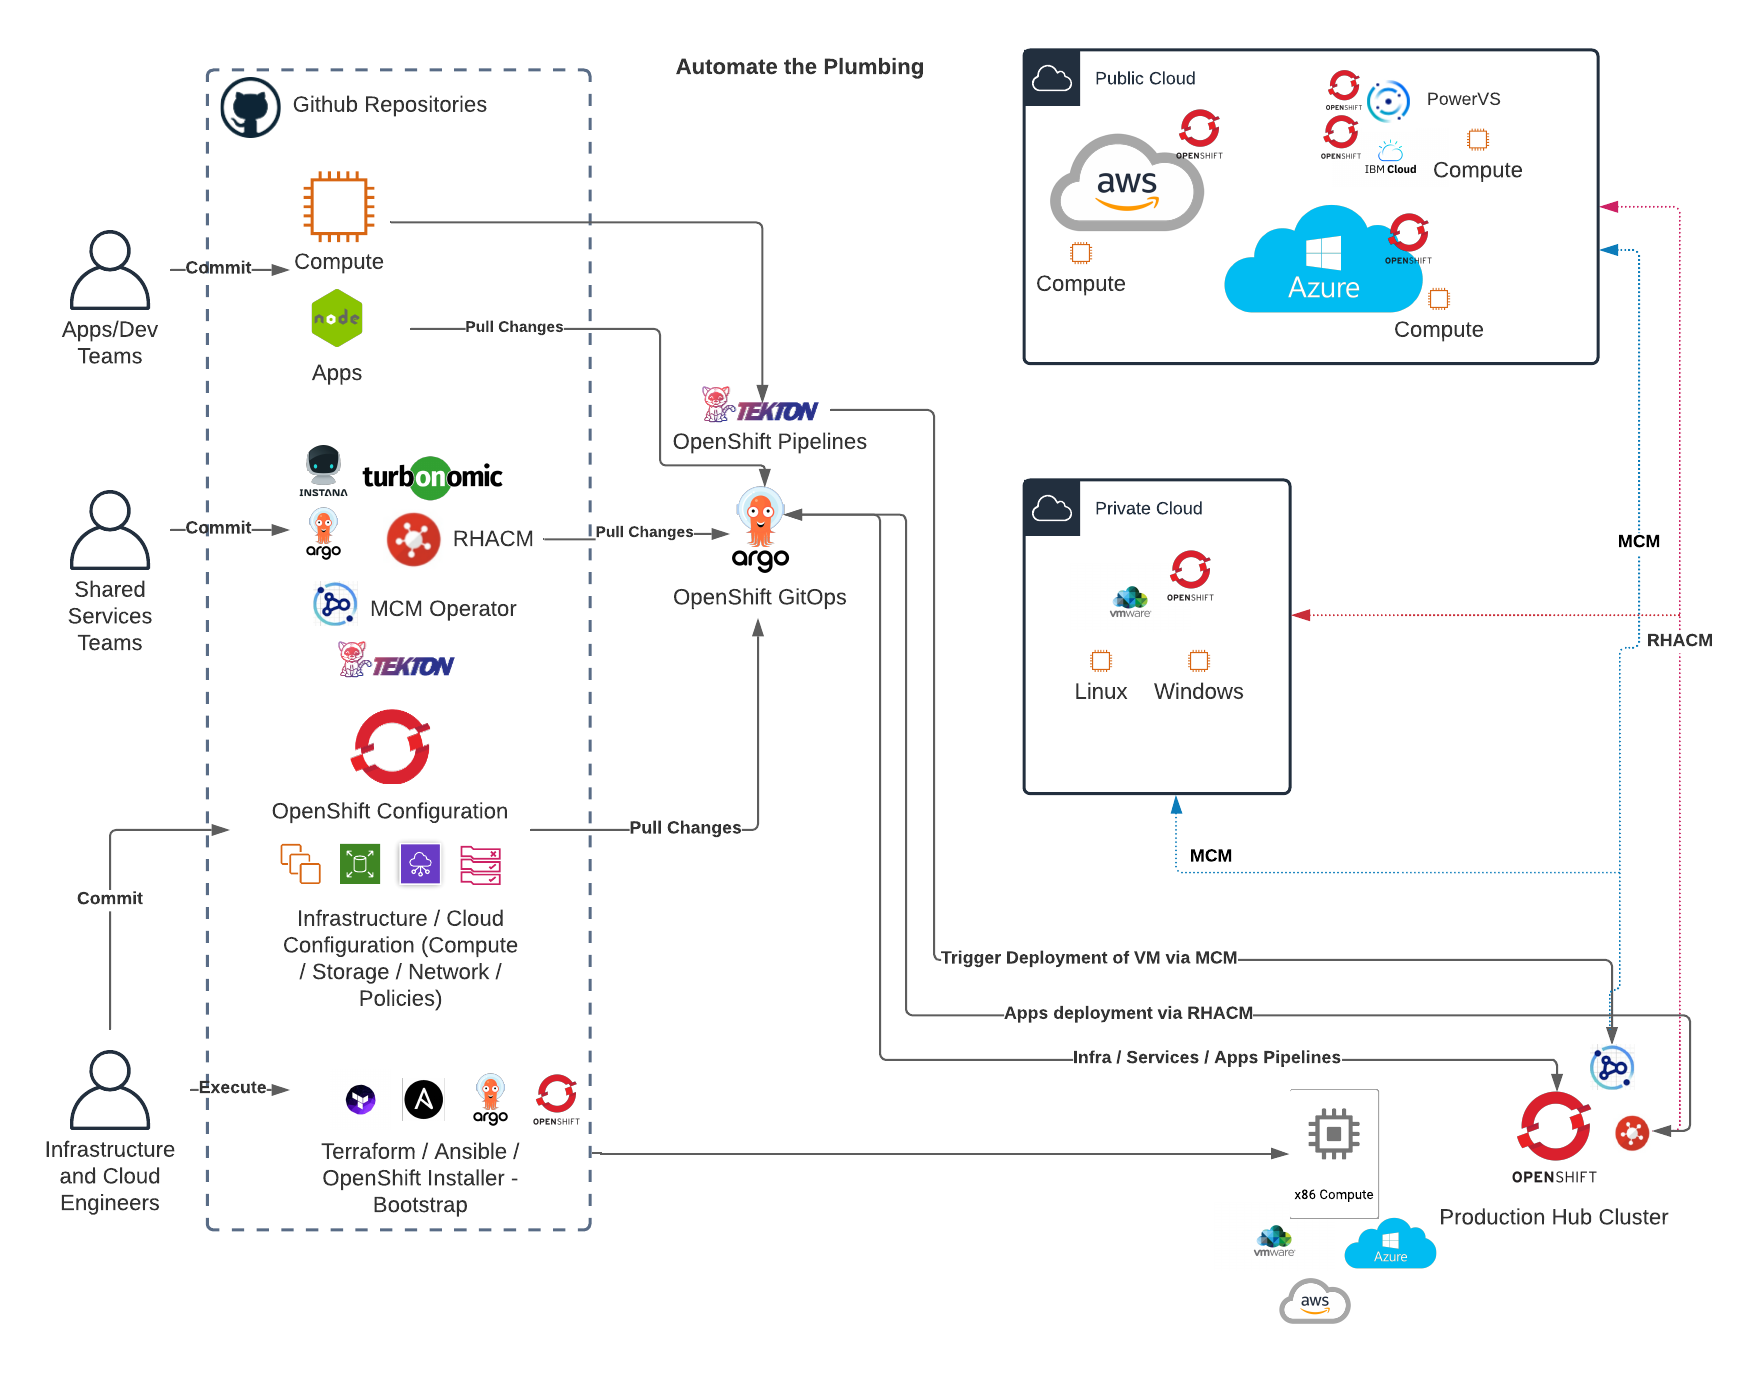 Automate the Plumbing
Github Repositories
Compute
Commit
Apps/Dev
Teams
node
Apps
Pull Changes
TEKTON
OpenShift Pipelines
INSTANA
turbonomic
Commit
argo
RHACM
Pull Changes
Shared
Services
Teams
MCM Operator
TEKTON
argo
OpenShift GitOps
OpenShift Configuration
Pull Changes
Commit
Infrastructure / Cloud
Configuration (Compute
/ Storage / Network /
Policies)
Execute
argo
OPENSHIFT
Infrastructure
and Cloud
Engineers
Terraform / Ansible /
OpenShift Installer -
Bootstrap
Public Cloud
OPENSHIFT
PowerVS
OPENSHIFT
OPENSHIFT
IBM Cloud
Compute
aws
Compute
OPENSHIFT
Azure
Compute
Private Cloud
OPENSHIFT
vmware
Linux
Windows
MCM
RHACM
MCM
Trigger Deployment of VM via MCM
Apps deployment via RHACM
Infra / Services / Apps Pipelines
x86 Compute
OPENSHIFT
Production Hub Cluster
vmware
Azure
aws